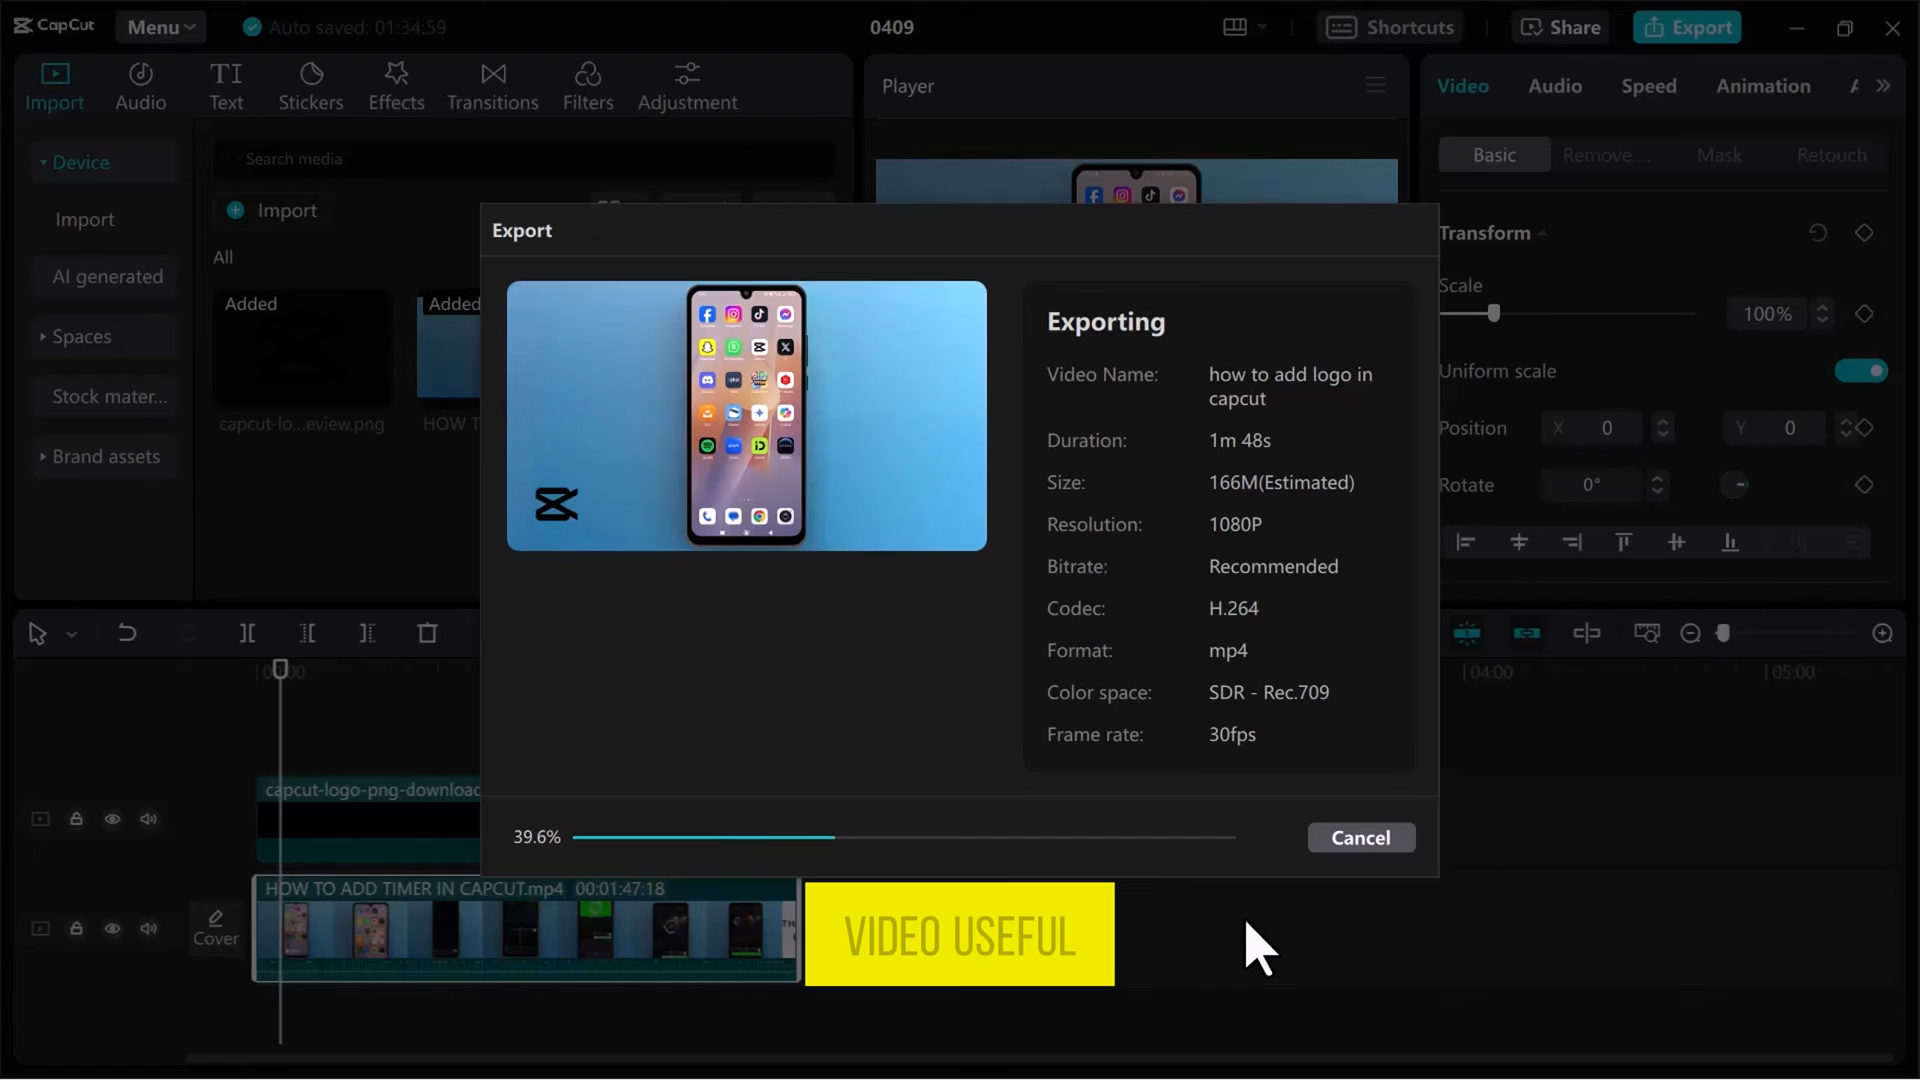 CapCut
Menu
Auto saved: 01:34:59
0409
Shortcuts
Share
Export
Import
Audio
Text
Stickers
Effects
Transitions
Filters
Adjustment
Player
Video
Audio
Speed
Animation
Device
Import
AI generated
Spaces
Stock mater...
Brand assets
Search media
Import
All
Added
Added
capcut-lo...eview.png
HOW T
Basic
Remove ...
Mask
Retouch
Transform
Scale
100%
Uniform scale
Position
X
0
Y
0
Rotate
0°
Export
Exporting
Video Name:
how to add logo in
capcut
Duration:
1m 48s
Size:
166M(Estimated)
Resolution:
1080P
Bitrate:
Recommended
Codec:
H.264
Format:
mp4
Color space:
SDR - Rec.709
Frame rate:
30fps
39.6%
Cancel
04:00
05:00
capcut-logo-png-download
Cover
HOW TO ADD TIMER IN CAPCUT.mp4 00:01:47:18
VIDEO USEFUL